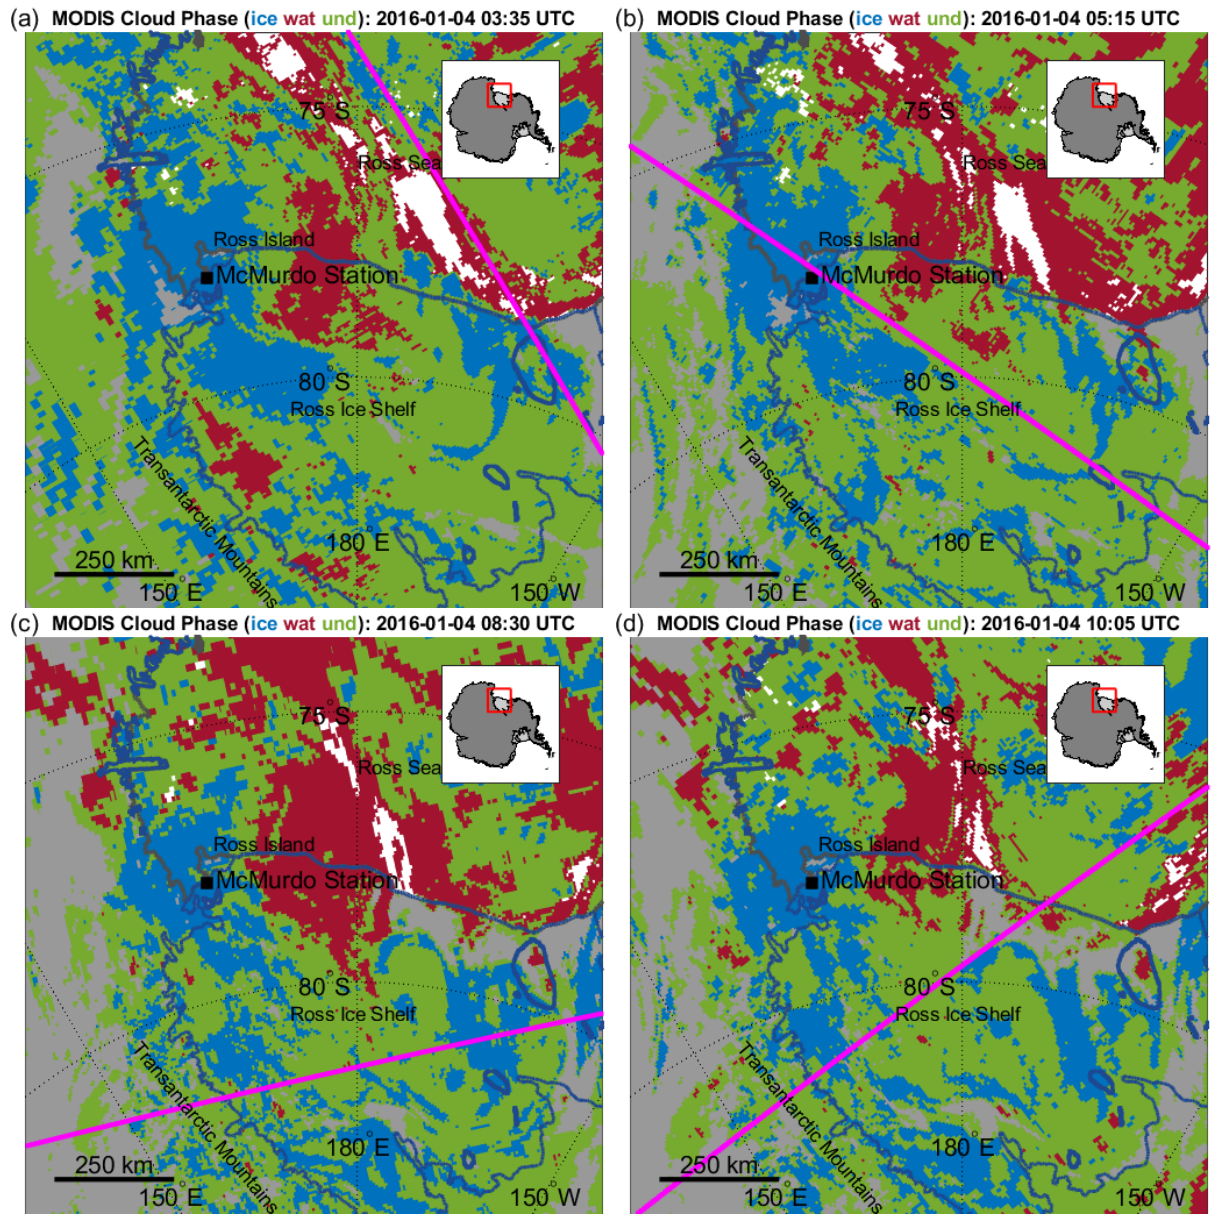 (a) MODIS Cloud Phase (ice wat und): 2016-01-04 03:35 UTC
75 S
Ross Sea
Ross Island
McMurdo Station
80 S
Ross Ice Shelf
Transantarctic Mountains
180 E
250 km
150 E
150 W
(b) MODIS Cloud Phase (ice wat und): 2016-01-04 05:15 UTC
75 S
Ross Sea
Ross Island
McMurdo Station
80 S
Ross Ice Shelf
Transantarctic Mountains
180 E
250 km
150 E
150 W
(c) MODIS Cloud Phase (ice wat und): 2016-01-04 08:30 UTC
75 S
Ross Sea
Ross Island
McMurdo Station
80 S
Ross Ice Shelf
Transantarctic Mountains
180 E
250 km
150 E
150 W
(d) MODIS Cloud Phase (ice wat und): 2016-01-04 10:05 UTC
75 S
Ross Sea
Ross Island
McMurdo Station
80 S
Ross Ice Shelf
Transantarctic Mountains
180 E
250 km
150 E
150 W